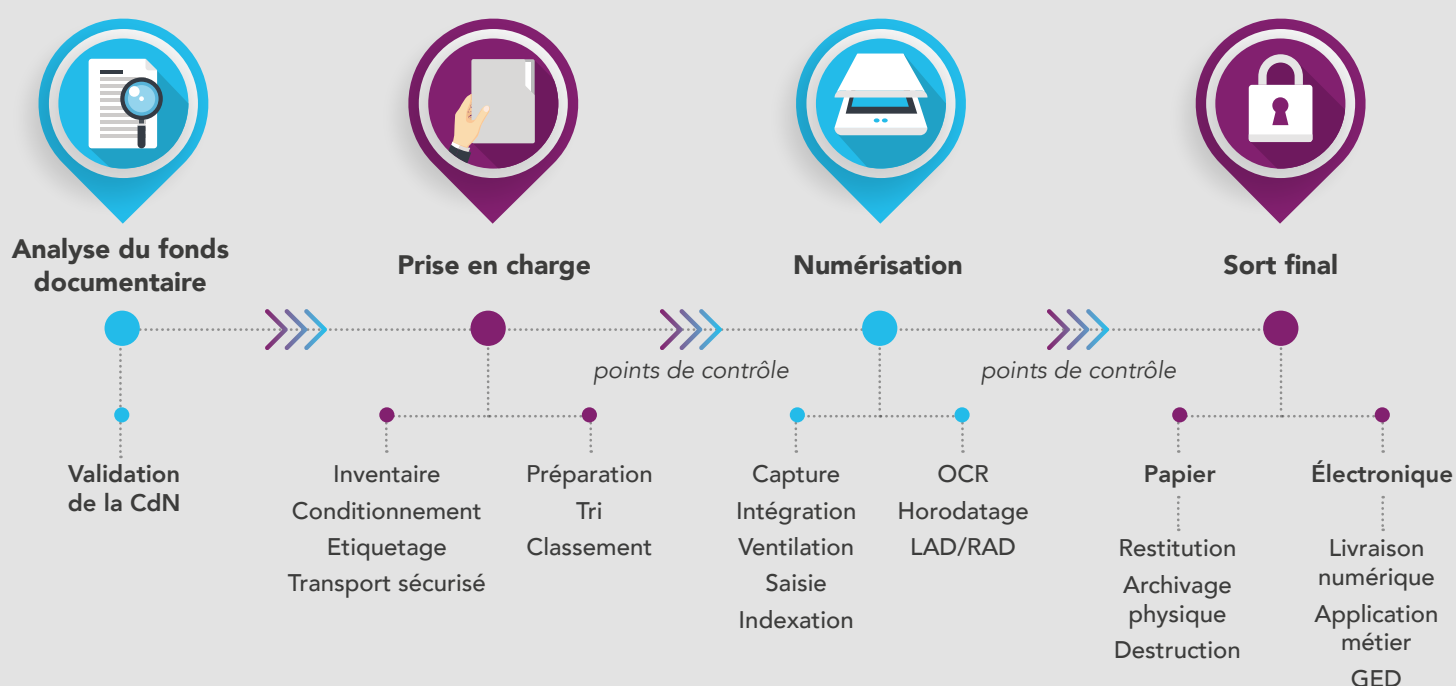 Analyse du fonds
documentaire
Prise en charge
Numérisation
Sort final
points de contrôle
points de contrôle
Validation
de la CdN
Inventaire
Conditionnement
Etiquetage
Transport sécurisé
Préparation
Tri
Classement
Capture
Intégration
Ventilation
Saisie
Indexation
OCR
Horodatage
LAD/RAD
Papier
Restitution
Archivage
physique
Destruction
Électronique
Livraison
numérique
Application
métier
GED